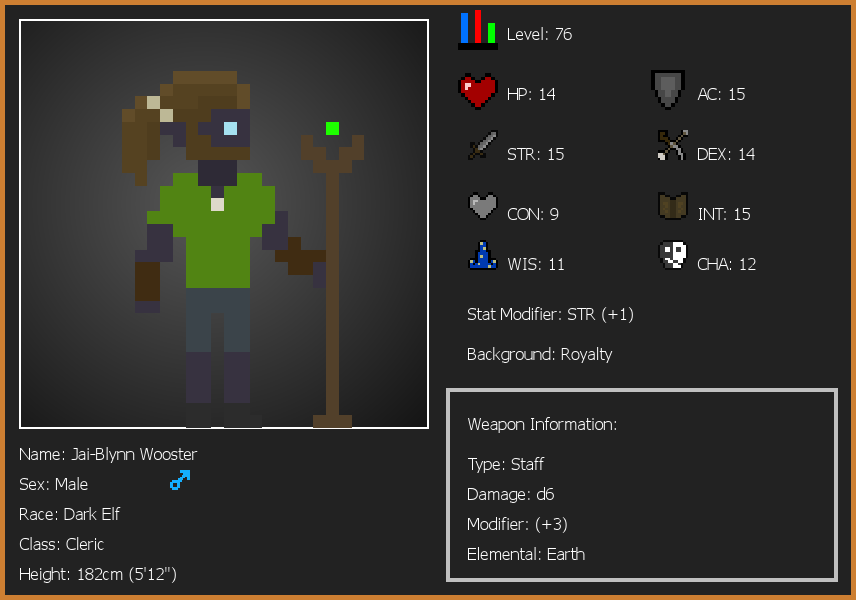 Level: 76
HP: 14
AC: 15
STR: 15
DEX: 14
CON: 9
INT: 15
WIS: 11
CHA: 12
Stat Modifier: STR (+1)
Background: Royalty
Weapon Information:
Type: Staff
Damage: d6
Modifier: (+3)
Elemental: Earth
Name: Jai-Blynn Wooster
Sex: Male
Race: Dark Elf
Class: Cleric
Height: 182cm (5'12")